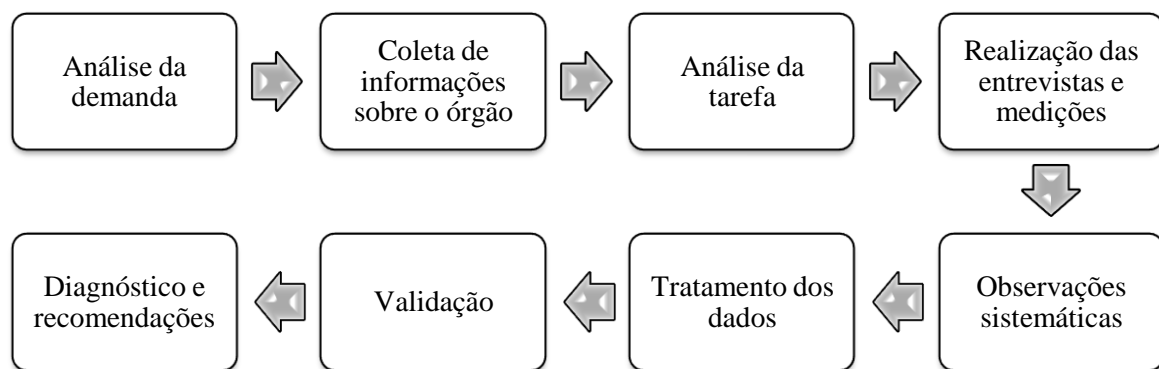 Análise da
demanda
Coleta de
informações
sobre o órgão
Análise da
tarefa
Realização das
entrevistas e
medições
Observações
sistemáticas
Tratamento dos
dados
Validação
Diagnóstico e
recomendações